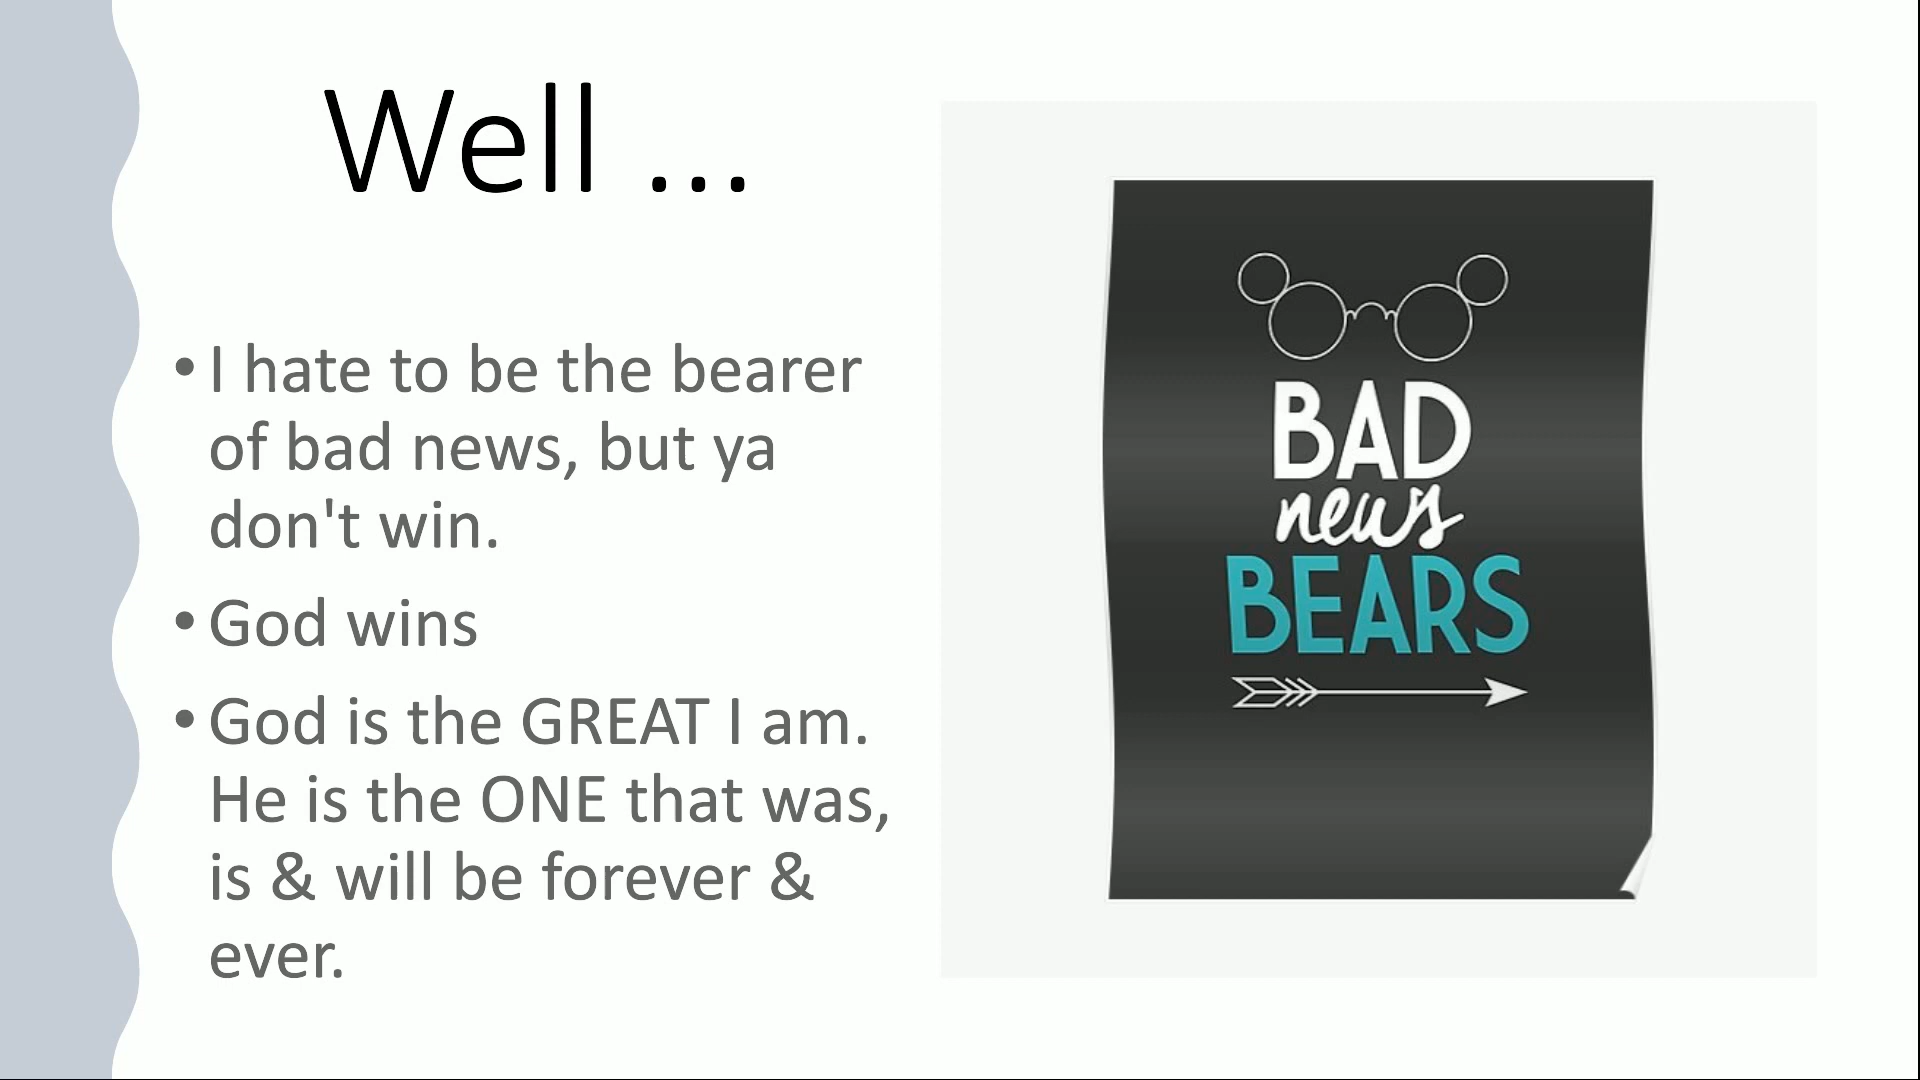 Well ...
• I hate to be the bearer
of bad news, but ya
don't win.
• God wins
• God is the GREAT I am.
He is the ONE that was,
is & will be forever &
ever.
BAD
news
BEARS